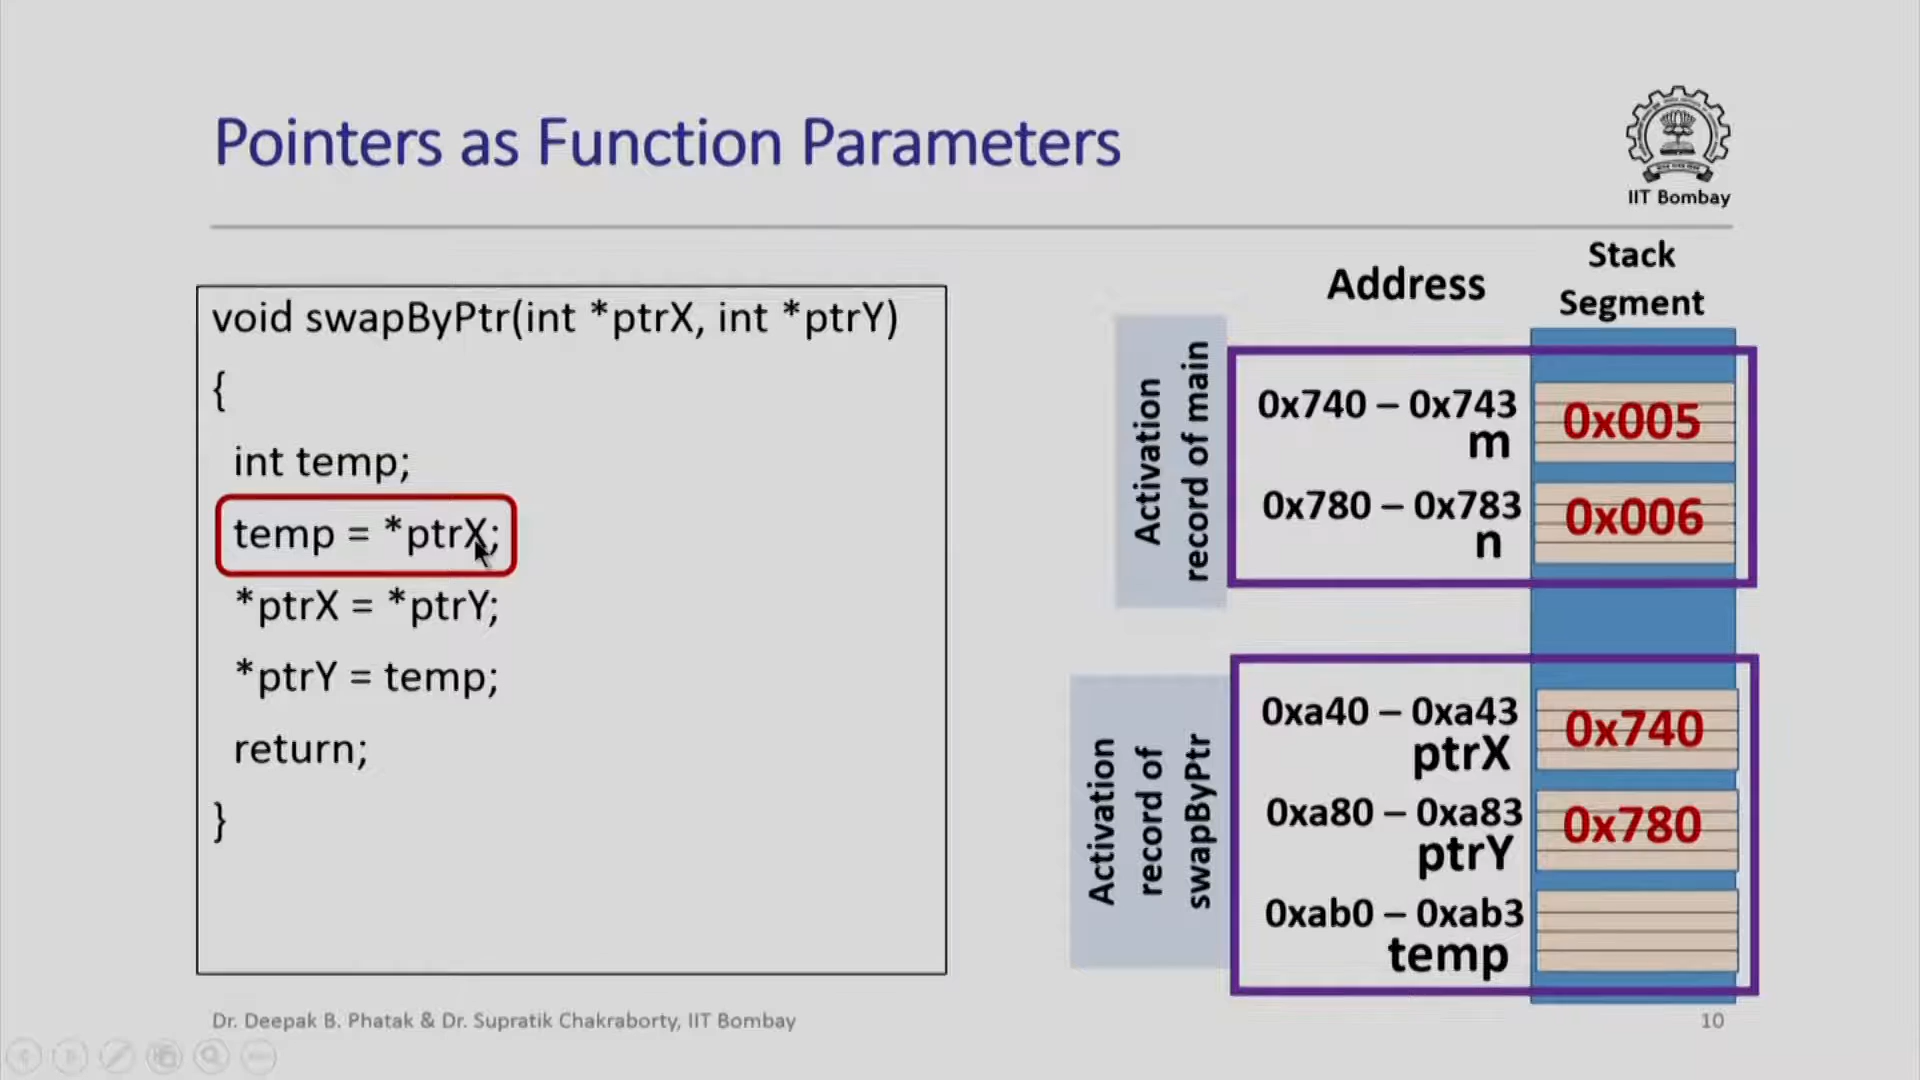 Pointers as Function Parameters
IIT Bombay
void swapByPtr(int *ptrX, int *ptrY)
{
int temp;
temp = *ptrX;
*ptrX = *ptrY;
*ptrY = temp;
return;
}
Address
Stack
Segment
Activation
record of main
0x740 – 0x743
m
0x005
0x780 – 0x783
n
0x006
Activation
record of
swapByPtr
0xa40 – 0xa43
ptrX
0x740
0xa80 – 0xa83
ptrY
0x780
0xab0 – 0xab3
temp
Dr. Deepak B. Phatak & Dr. Supratik Chakraborty, IIT Bombay
10